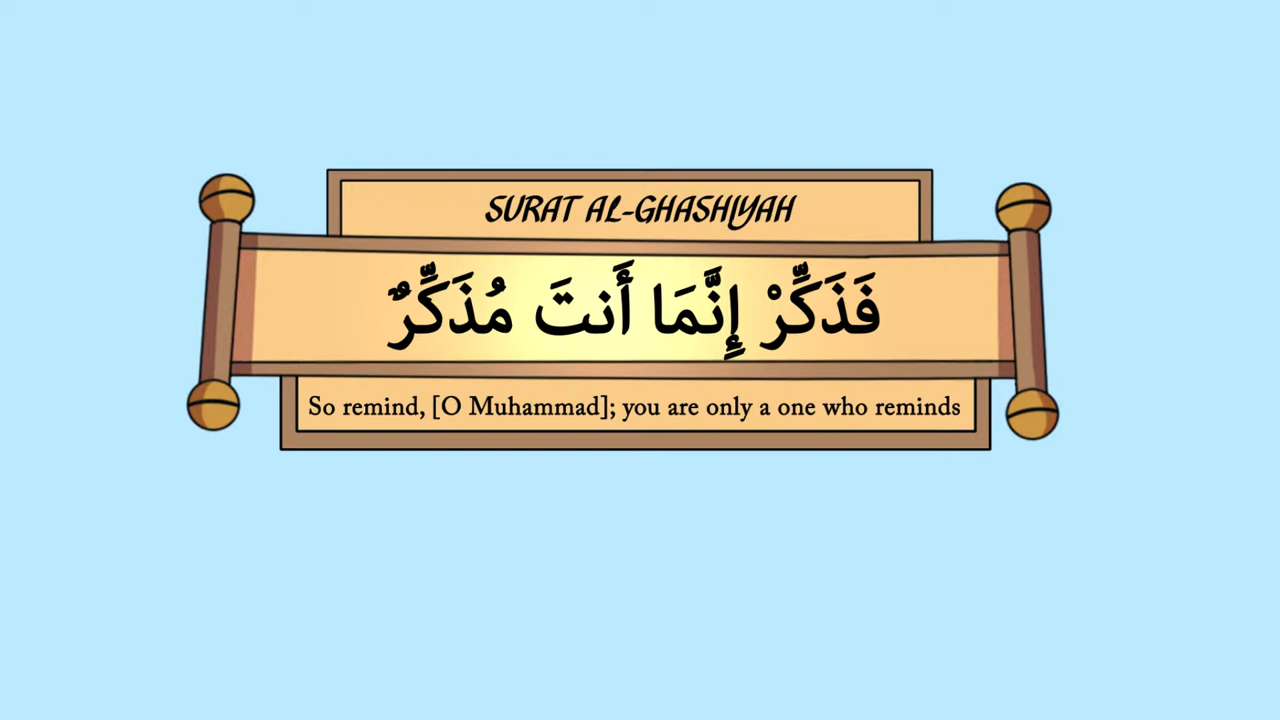 SURAT AL-GHASHIYAH
فَذَكِّرْ إِنَّمَا أَنتَ مُذَكِّرٌ
So remind, [O Muhammad]; you are only a one who reminds